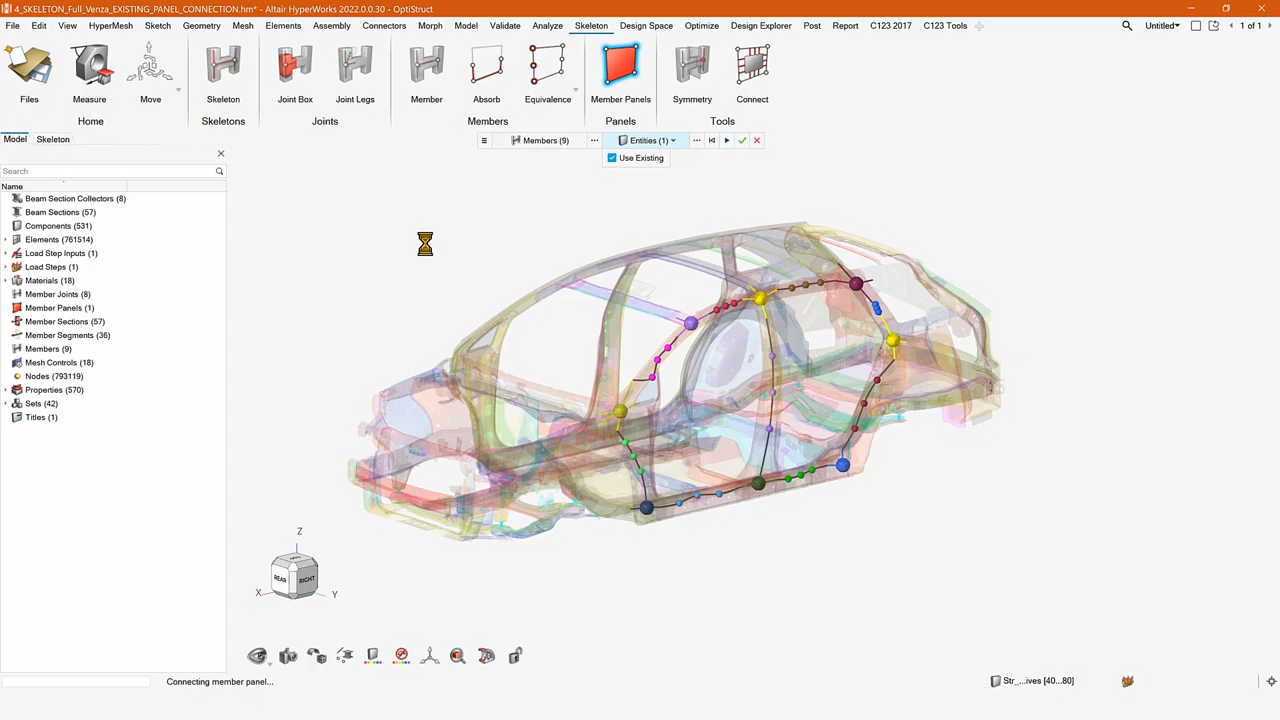 4_SKELETON_Full_Venza_EXISTING_PANEL_CONNECTION.hm* - Altair HyperWorks 2022.0.0.30 - OptiStruct
File Edit View HyperMesh Sketch Geometry Mesh Elements Assembly Connectors Morph Model Validate Analyze Skeleton Design Space Optimize Design Explorer Post Report C123 2017 C123 Tools Untitled 1 of 1
Files Measure Move Skeleton Joint Box Joint Legs Member Absorb Equivalence Member Panels Symmetry Connect
Home Skeletons Joints Members Panels Tools
Model Skeleton
Members (9) Entities (1)
Use Existing
Search
Name
Beam Section Collectors (8)
Beam Sections (57)
Components (531)
Elements (761514)
Load Step Inputs (1)
Load Steps (1)
Materials (18)
Member Joints (8)
Member Panels (1)
Member Sections (57)
Member Segments (36)
Members (9)
Mesh Controls (18)
Nodes (793119)
Properties (570)
Sets (42)
Titles (1)
Z
REAR RIGHT
X Y
Connecting member panel...
Str_...ives [40...80]